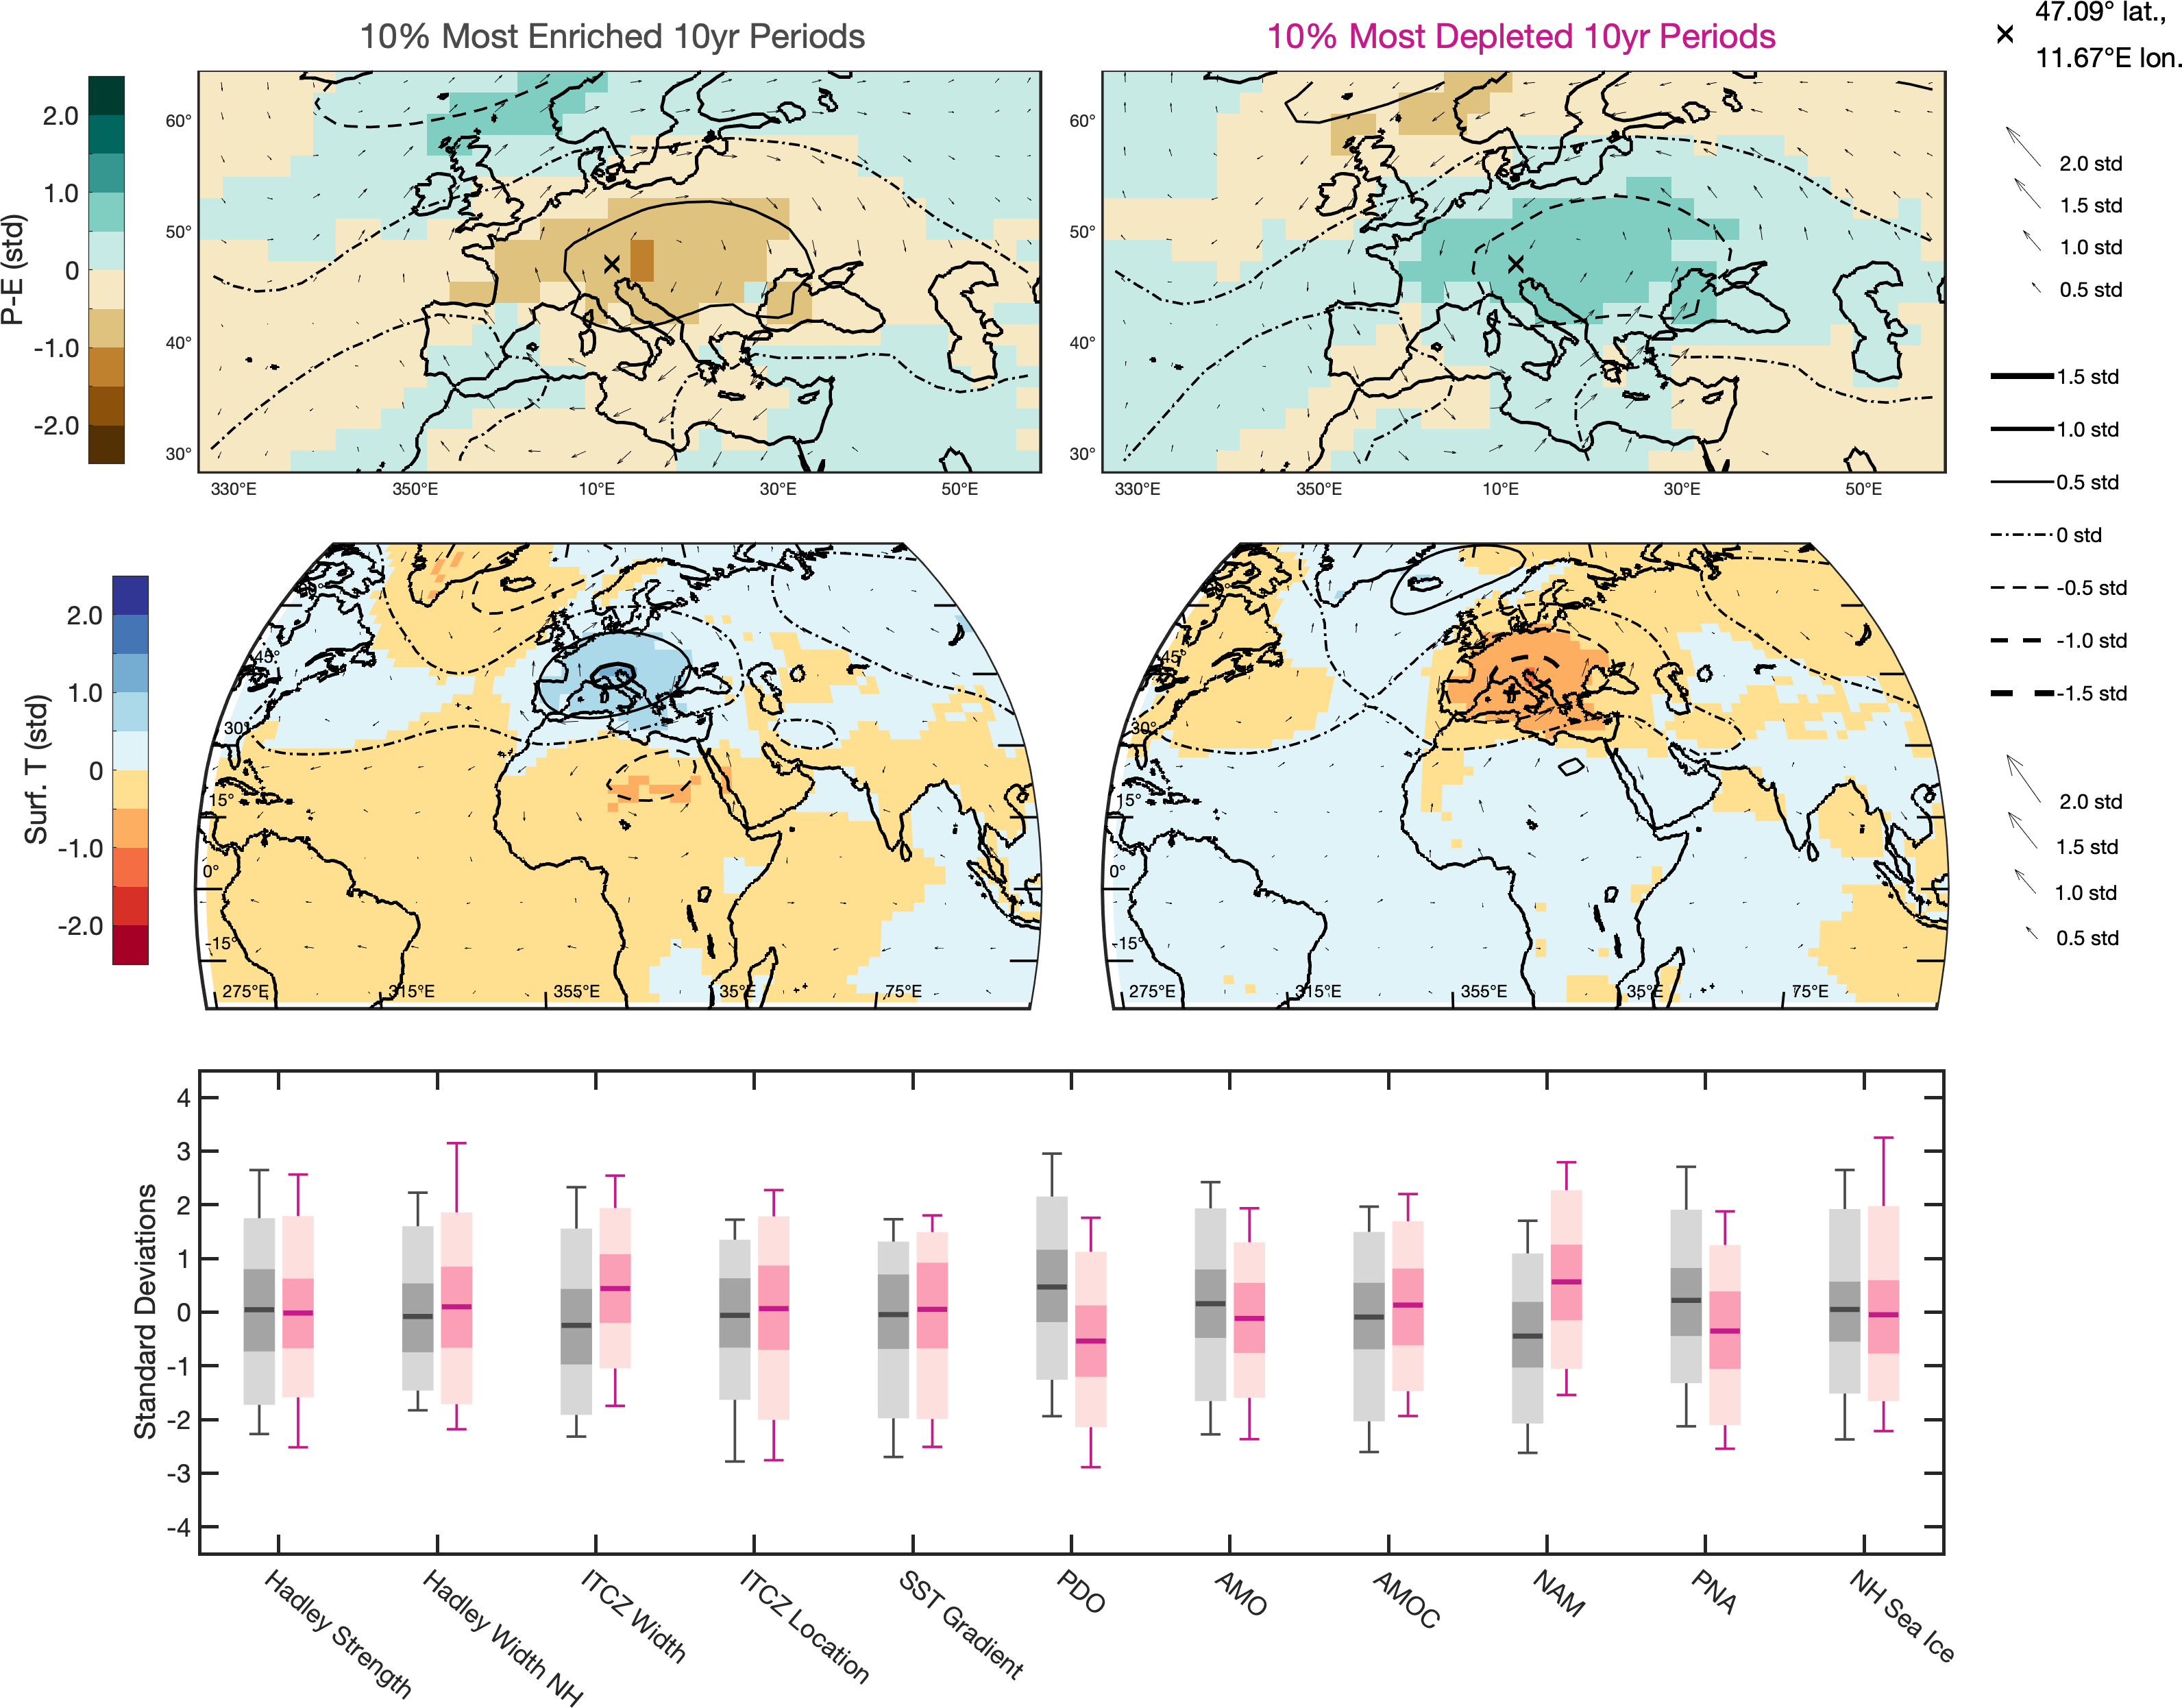 10% Most Enriched 10yr Periods
10% Most Depleted 10yr Periods
47.09° lat.,
11.67°E lon.
P-E (std)
2.0
1.0
0
-1.0
-2.0
60°
50°
40°
30°
330°E
350°E
10°E
30°E
50°E
60°
50°
40°
30°
330°E
350°E
10°E
30°E
50°E
2.0 std
1.5 std
1.0 std
0.5 std
1.5 std
1.0 std
0.5 std
0 std
-0.5 std
-1.0 std
-1.5 std
2.0 std
1.5 std
1.0 std
0.5 std
Surf. T (std)
2.0
1.0
0
-1.0
-2.0
45°
30°
15°
0°
-15°
275°E
315°E
355°E
35°E
75°E
45°
30°
15°
0°
-15°
275°E
315°E
355°E
35°E
75°E
Standard Deviations
4
3
2
1
0
-1
-2
-3
-4
Hadley Strength
Hadley Width NH
ITCZ Width
ITCZ Location
SST Gradient
PDO
AMO
AMOC
NAM
PNA
NH Sea Ice